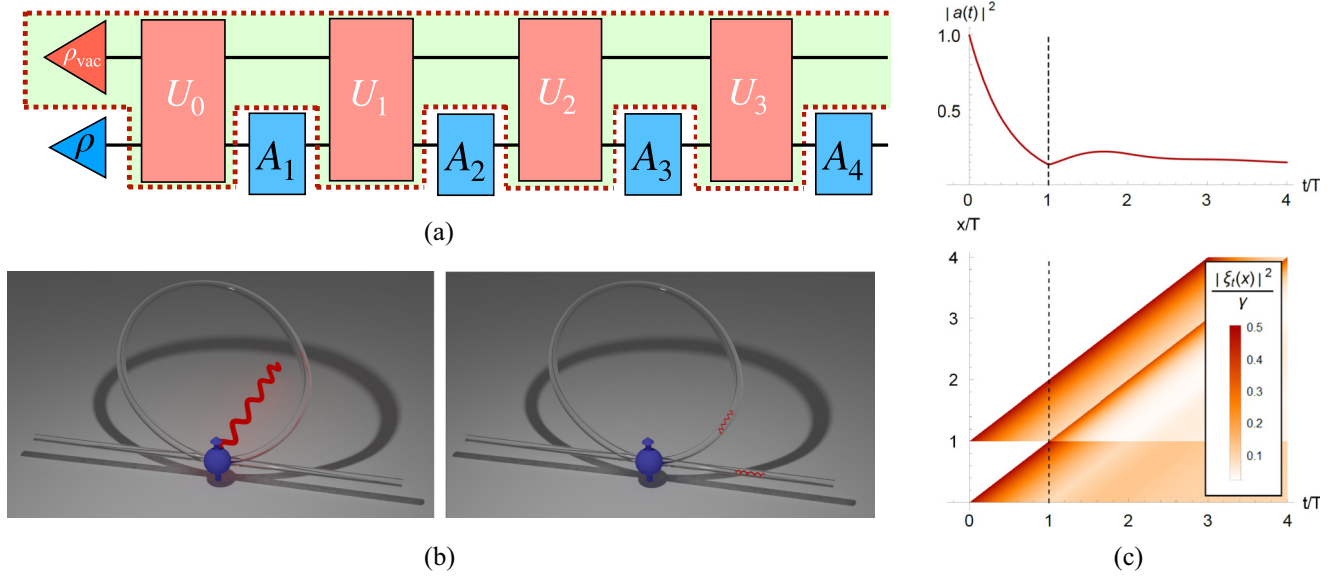 ρvac
U0
U1
U2
U3
ρ
A1
A2
A3
A4
(a)
(b)
|a(t)|²
1.0
0.5
0 1 2 3 4 t/T
x/T
4
3
2
1
0 1 2 3 4 t/T
|ξt(x)|²
γ
0.5
0.4
0.3
0.2
0.1
(c)